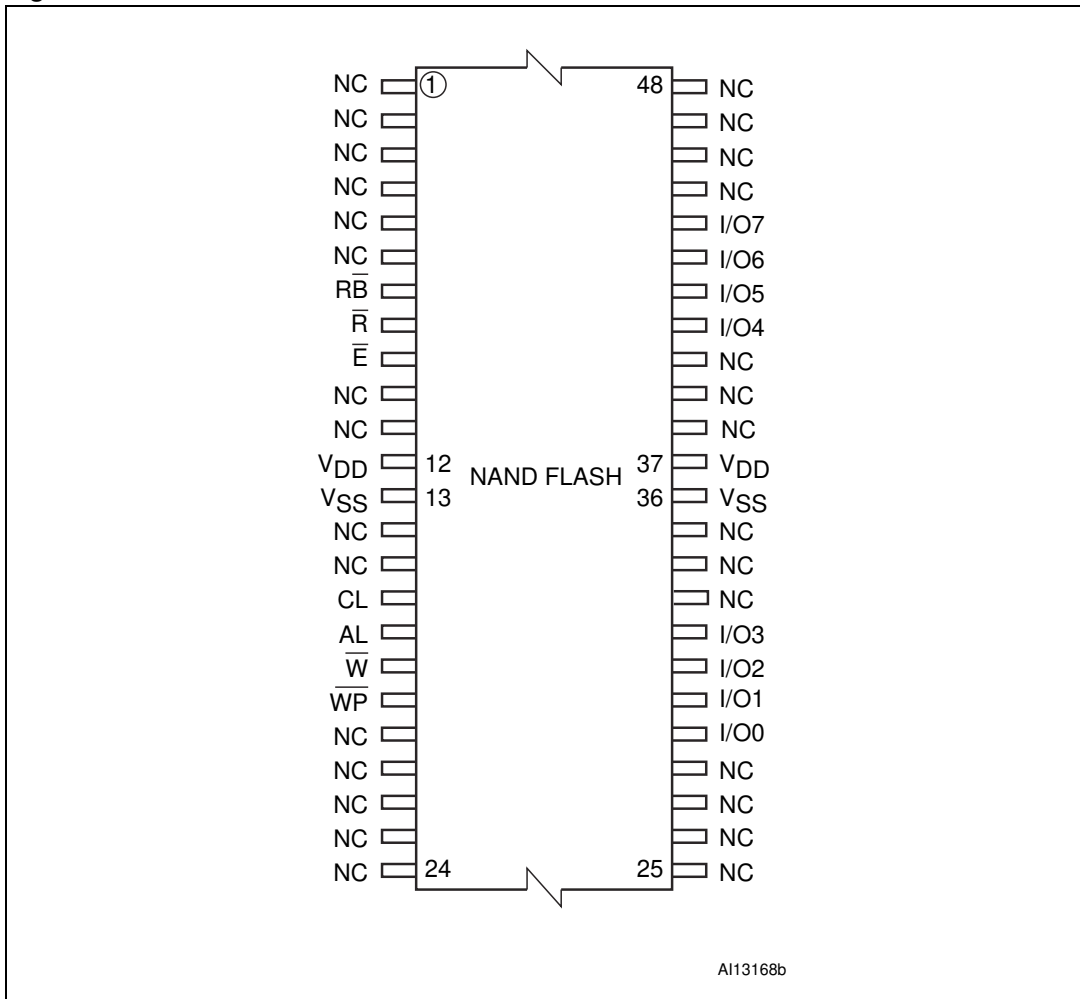 NC ① 48 NC
NC NC
NC NC
NC NC
NC I/O7
NC I/O6
RB̅ I/O5
R̅ I/O4
E̅ NC
NC NC
NC NC
VDD 12 NAND FLASH 37 VDD
VSS 13 36 VSS
NC NC
NC NC
CL NC
AL I/O3
W̅ I/O2
W̅P̅ I/O1
NC I/O0
NC NC
NC NC
NC NC
NC 24 25 NC
AI13168b